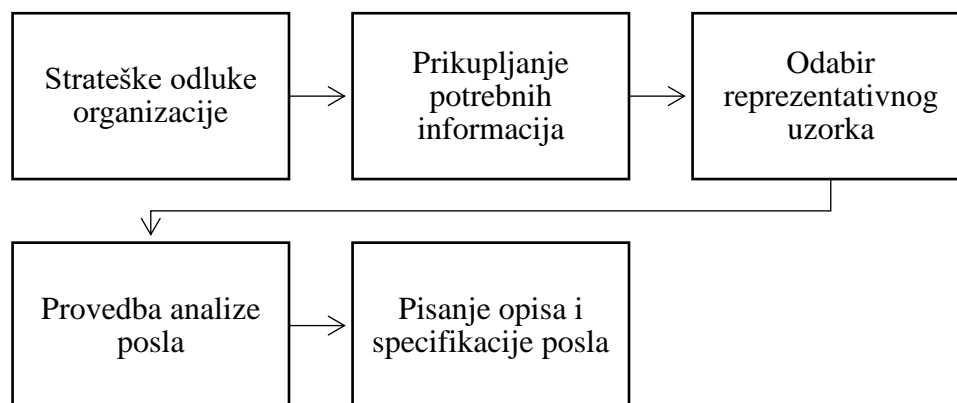 Strateške odluke
organizacije
Prikupljanje
potrebnih
informacija
Odabir
reprezentativnog
uzorka
Provedba analize
posla
Pisanje opisa i
specifikacije posla